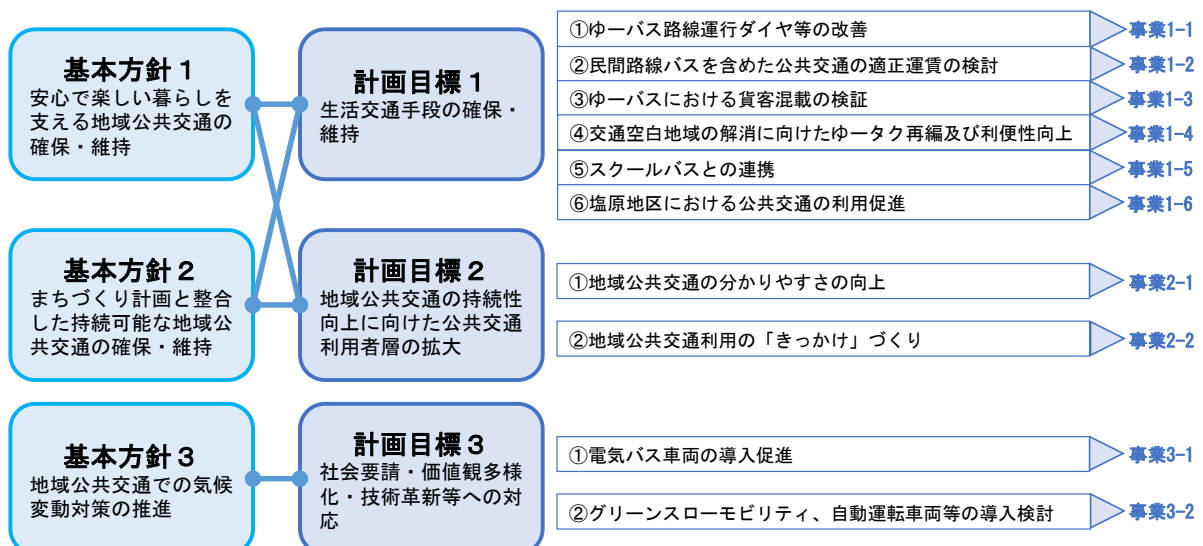 基本方針１
安心で楽しい暮らしを
支える地域公共交通の
確保・維持
計画目標１
生活交通手段の確保・
維持
①ゆーバス路線運行ダイヤ等の改善
事業1-1
②民間路線バスを含めた公共交通の適正運賃の検討
事業1-2
③ゆーバスにおける貨客混載の検証
事業1-3
④交通空白地域の解消に向けたゆータク再編及び利便性向上
事業1-4
⑤スクールバスとの連携
事業1-5
⑥塩原地区における公共交通の利用促進
事業1-6
基本方針２
まちづくり計画と整合
した持続可能な地域公
共交通の確保・維持
計画目標２
地域公共交通の持続性
向上に向けた公共交通
利用者層の拡大
①地域公共交通の分かりやすさの向上
事業2-1
②地域公共交通利用の「きっかけ」づくり
事業2-2
基本方針３
地域公共交通での気候
変動対策の推進
計画目標３
社会要請・価値観多様
化・技術革新等への対
応
①電気バス車両の導入促進
事業3-1
②グリーンスローモビリティ、自動運転車両等の導入検討
事業3-2